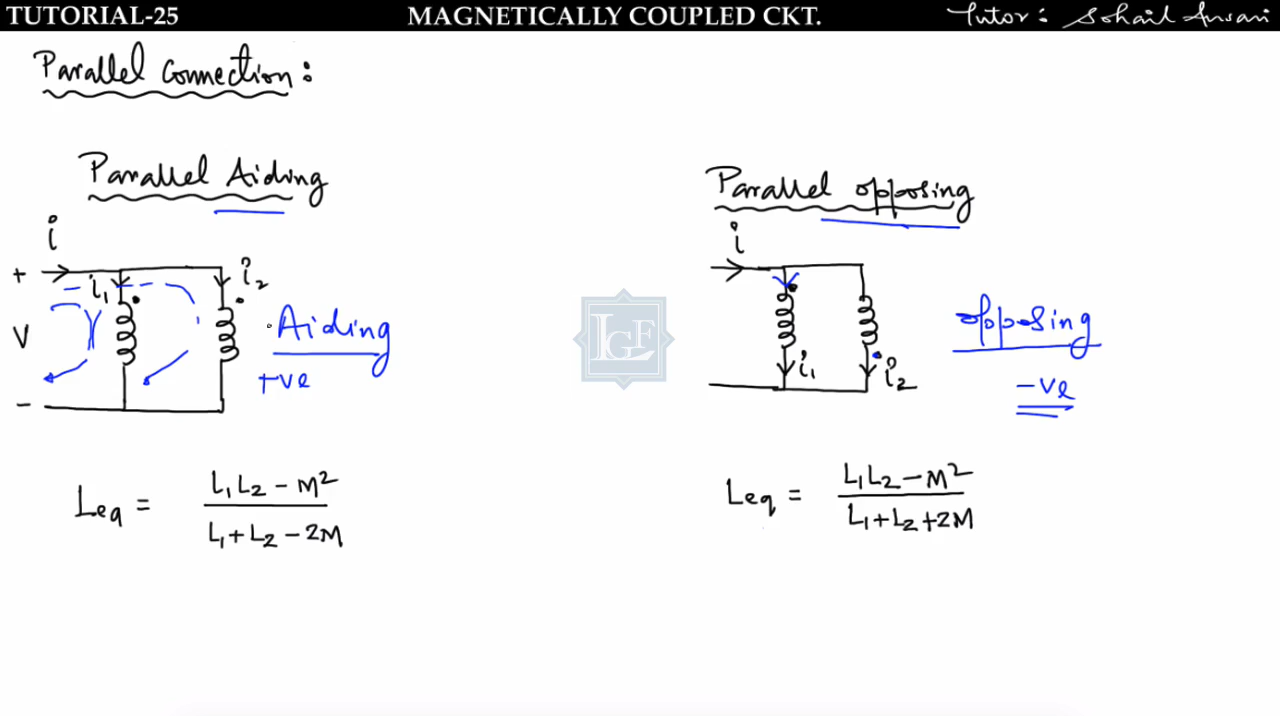 TUTORIAL-25 MAGNETICALLY COUPLED CKT. Tutor: Sohail Ansari
Parallel Connection:
Parallel Aiding
i
+
i₁
i₂
V
Aiding
+ve
−
Leq = L₁L₂ − M² / L₁+L₂ − 2M
Parallel opposing
i
i₁
i₂
opposing
−ve
Leq = L₁L₂ − M² / L₁+L₂+2M
LGF